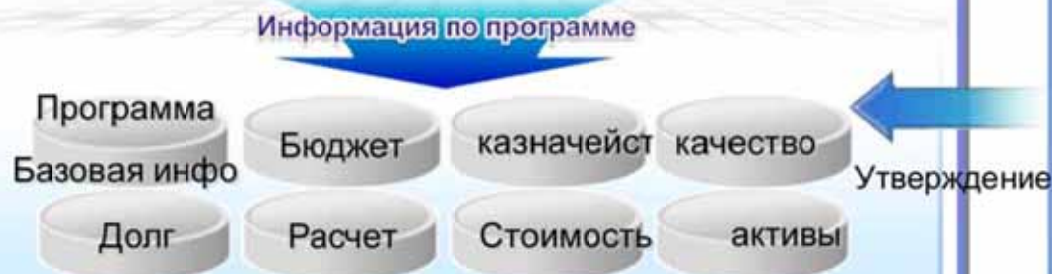 Информация по программе
Программа
Базовая инфо
Бюджет
казначейст
качество
Утверждение
Долг
Расчет
Стоимость
активы